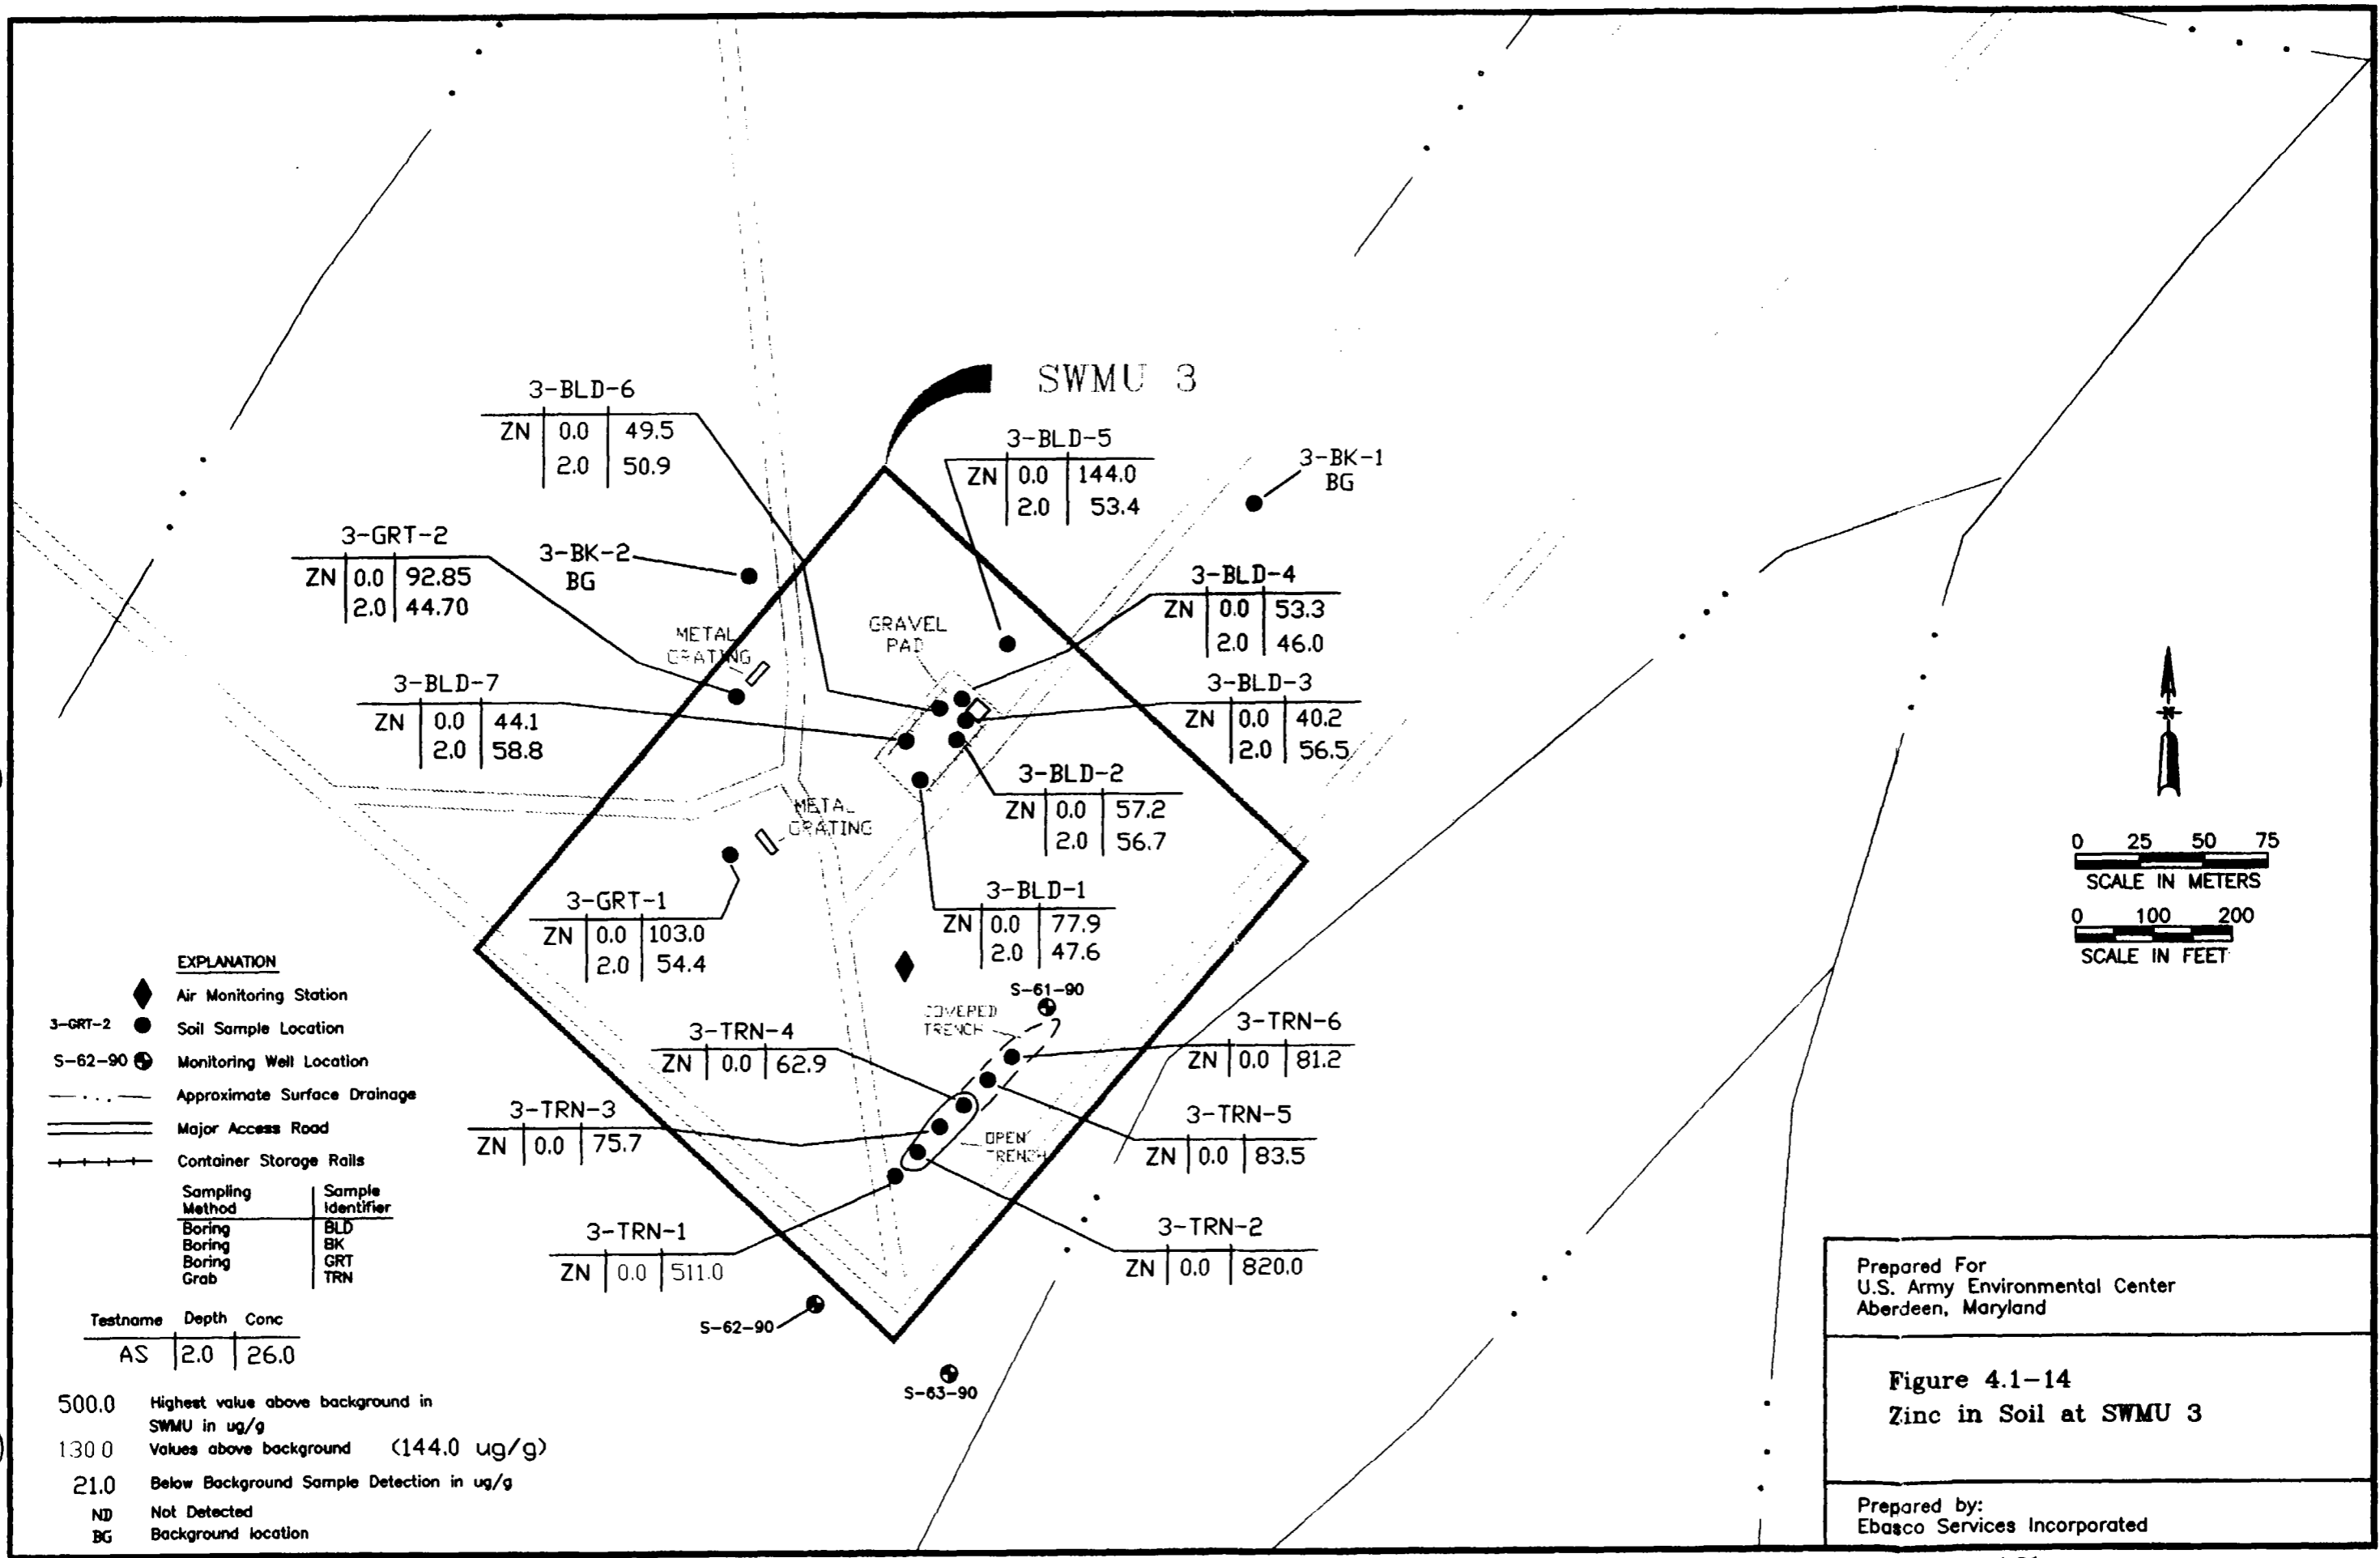 SWMU 3
3-BLD-6
ZN 0.0 49.5
2.0 50.9
3-BLD-5
ZN 0.0 144.0
2.0 53.4
3-BK-1
BG
3-GRT-2
ZN 0.0 92.85
2.0 44.70
3-BK-2
BG
3-BLD-4
ZN 0.0 53.3
2.0 46.0
METAL
GRATING
GRAVEL
PAD
3-BLD-7
ZN 0.0 44.1
2.0 58.8
3-BLD-3
ZN 0.0 40.2
2.0 56.5
3-BLD-2
ZN 0.0 57.2
2.0 56.7
METAL
GRATING
3-GRT-1
ZN 0.0 103.0
2.0 54.4
3-BLD-1
ZN 0.0 77.9
2.0 47.6
N
0 25 50 75
SCALE IN METERS
0 100 200
SCALE IN FEET
S-61-90
COVERED
TRENCH
3-TRN-4
ZN 0.0 62.9
3-TRN-6
ZN 0.0 81.2
3-TRN-3
ZN 0.0 75.7
OPEN
TRENCH
3-TRN-5
ZN 0.0 83.5
3-TRN-1
ZN 0.0 511.0
3-TRN-2
ZN 0.0 820.0
S-62-90
S-63-90
EXPLANATION
Air Monitoring Station
3-GRT-2 Soil Sample Location
S-62-90 Monitoring Well Location
Approximate Surface Drainage
Major Access Road
Container Storage Rails
Sampling Sample
Method Identifier
Boring BLD
Boring BK
Boring GRT
Grab TRN
Testname Depth Conc
AS 2.0 26.0
500.0 Highest value above background in
SWMU in ug/g
130.0 Values above background (144.0 ug/g)
21.0 Below Background Sample Detection in ug/g
ND Not Detected
BG Background location
Prepared For
U.S. Army Environmental Center
Aberdeen, Maryland
Figure 4.1-14
Zinc in Soil at SWMU 3
Prepared by:
Ebasco Services Incorporated